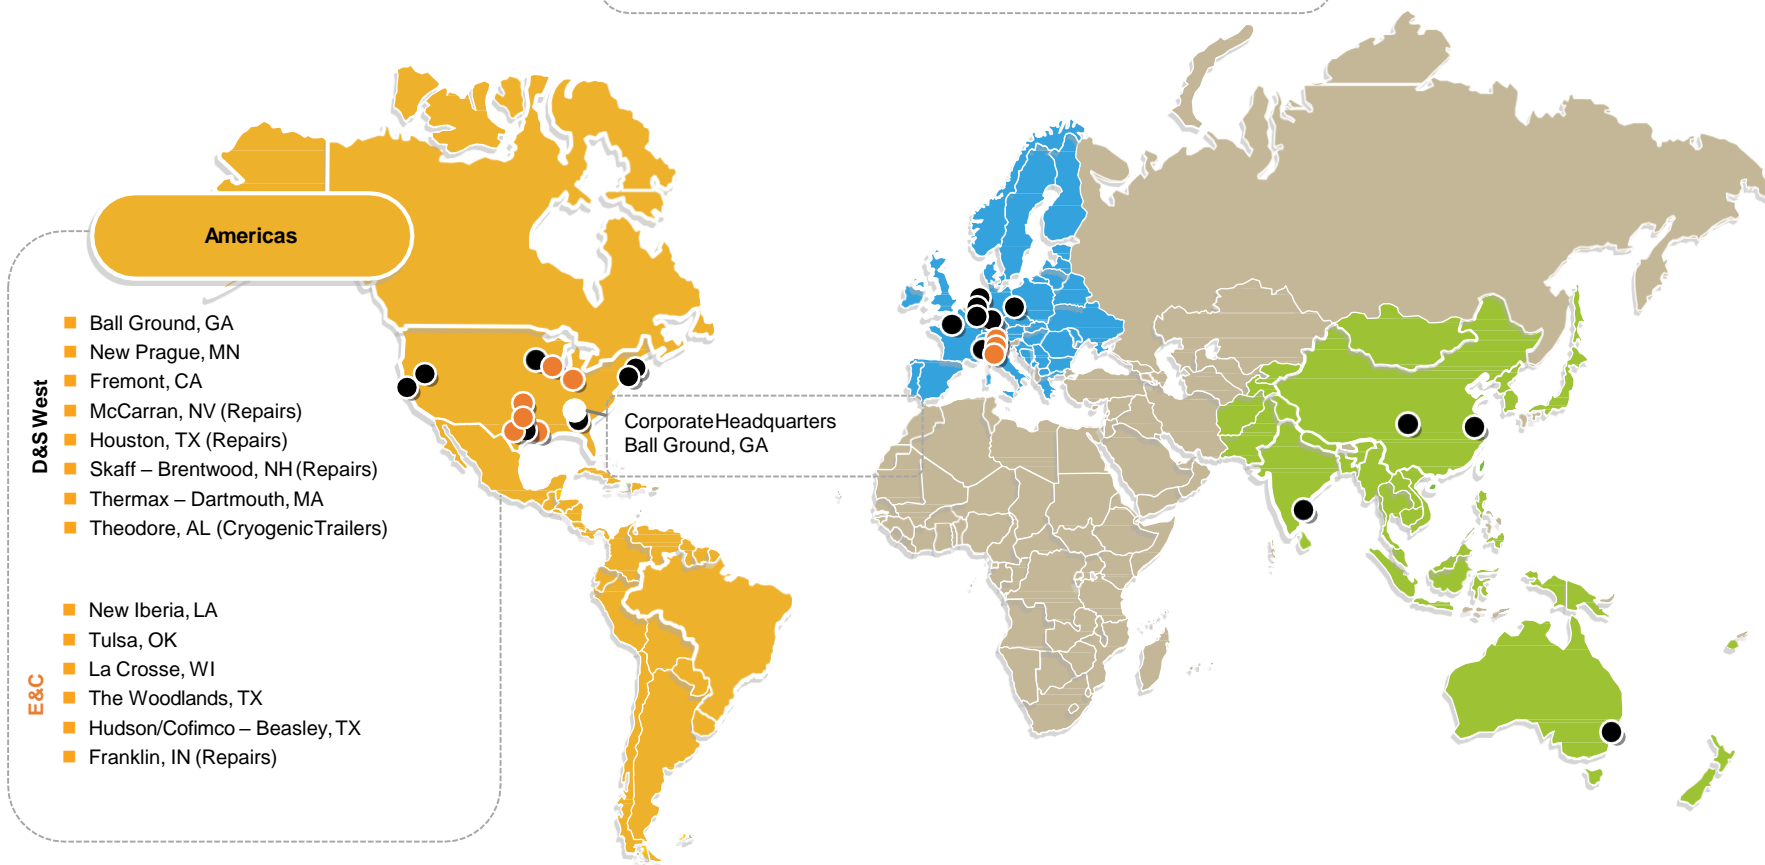 Americas
D&S West
Ball Ground, GA
New Prague, MN
Fremont, CA
McCarran, NV (Repairs)
Houston, TX (Repairs)
Skaff – Brentwood, NH (Repairs)
Thermax – Dartmouth, MA
Theodore, AL (Cryogenic Trailers)
E&C
New Iberia, LA
Tulsa, OK
La Crosse, WI
The Woodlands, TX
Hudson/Cofimco – Beasley, TX
Franklin, IN (Repairs)
Corporate Headquarters
Ball Ground, GA